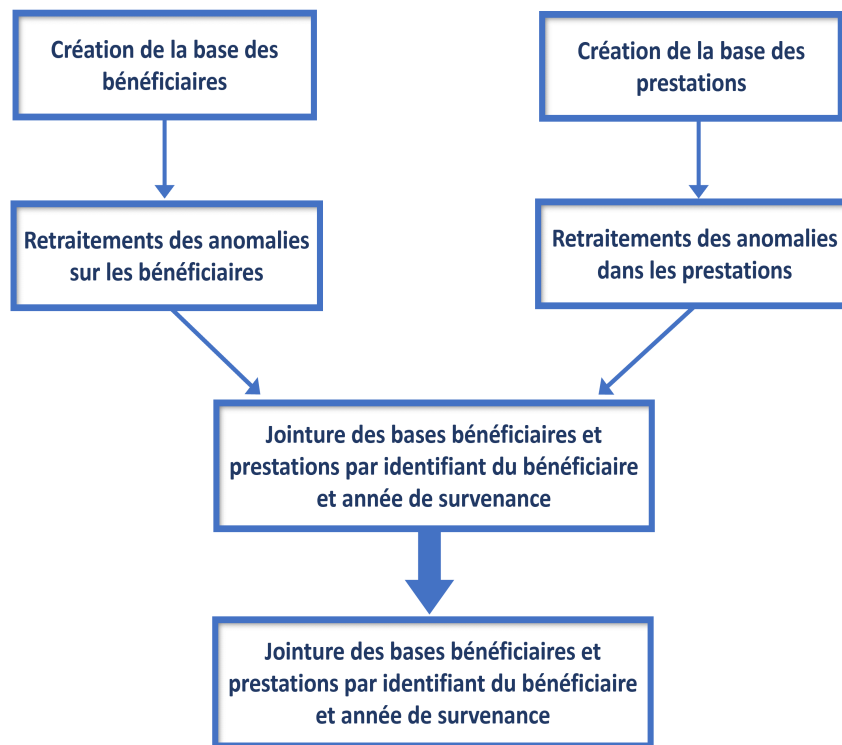 Création de la base des
bénéficiaires
Création de la base des
prestations
Retraitements des anomalies
sur les bénéficiaires
Retraitements des anomalies
dans les prestations
Jointure des bases bénéficiaires et
prestations par identifiant du bénéficiaire
et année de survenance
Jointure des bases bénéficiaires et
prestations par identifiant du bénéficiaire
et année de survenance